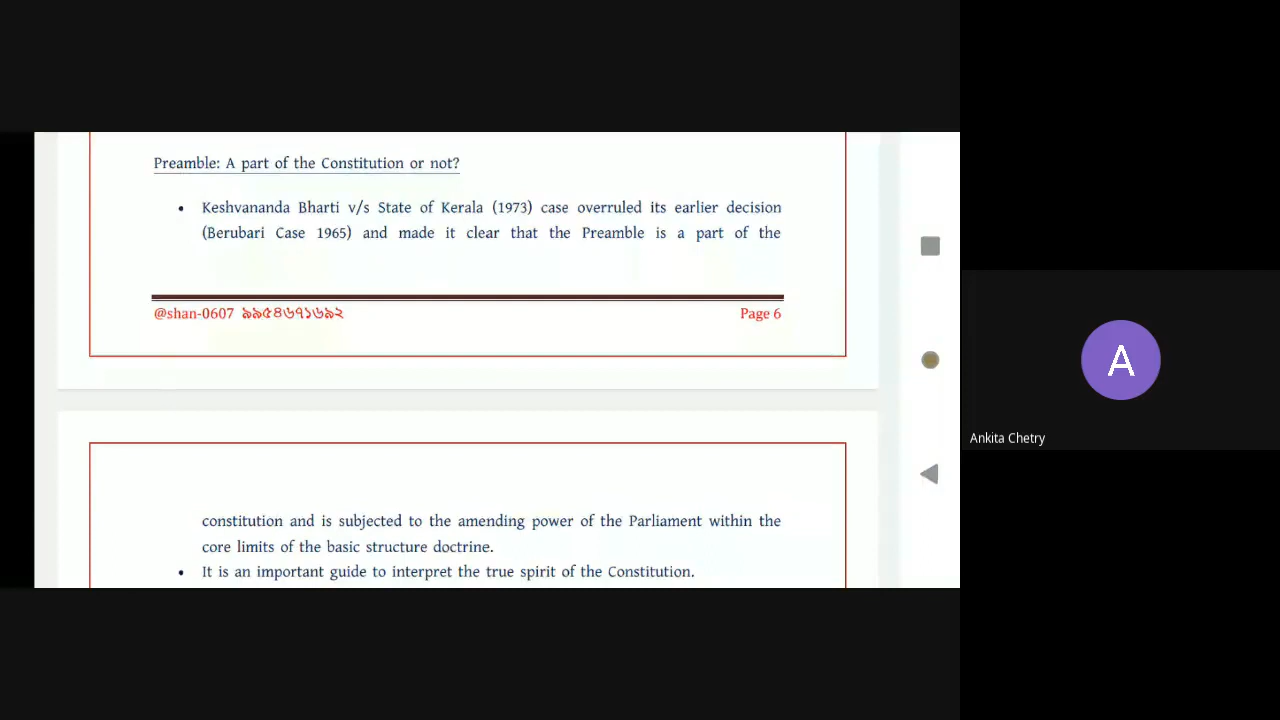 Preamble: A part of the Constitution or not?
• Keshvananda Bharti v/s State of Kerala (1973) case overruled its earlier decision
(Berubari Case 1965) and made it clear that the Preamble is a part of the
@shan-0607 ৯৯৫৪৬৭১৬৯২ Page 6
constitution and is subjected to the amending power of the Parliament within the
core limits of the basic structure doctrine.
• It is an important guide to interpret the true spirit of the Constitution.
A
Ankita Chetry